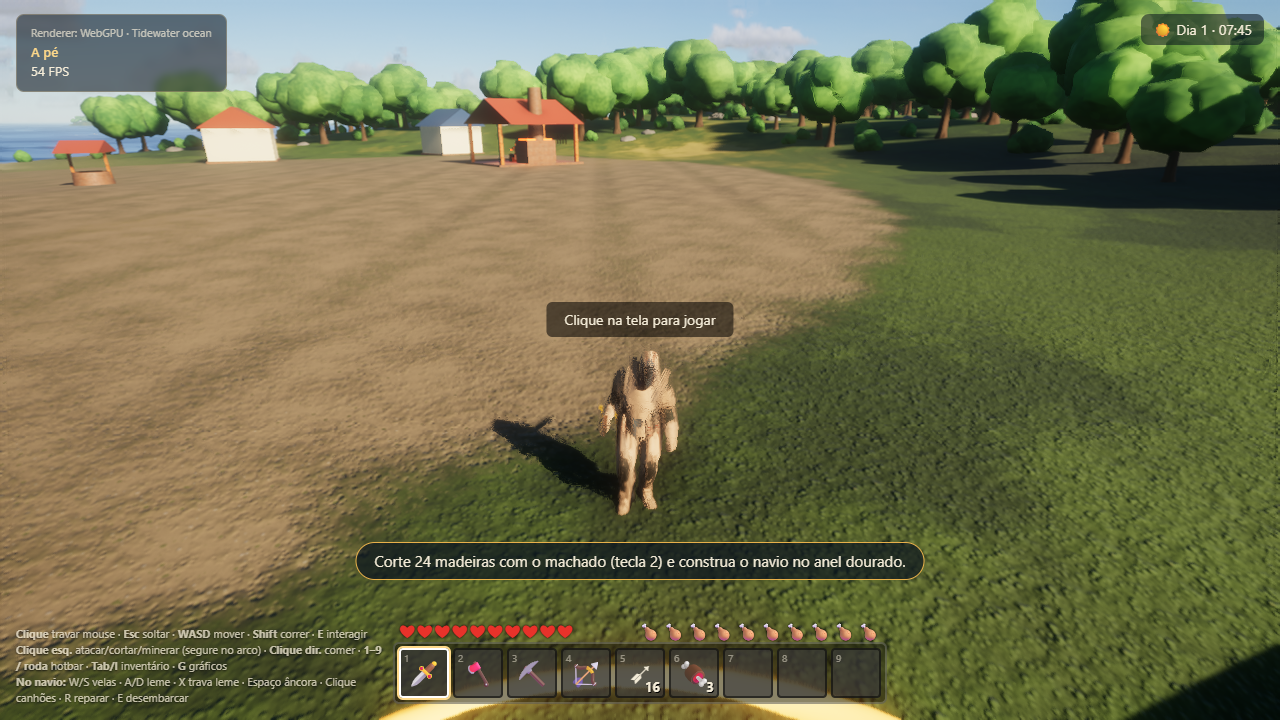 Renderer: WebGPU · Tidewater ocean
A pé
54 FPS
Dia 1 · 07:45
Clique na tela para jogar
Corte 24 madeiras com o machado (tecla 2) e construa o navio no anel dourado.
Clique travar mouse · Esc soltar · WASD mover · Shift correr · E interagir
Clique esq. atacar/cortar/minerar (segure no arco) · Clique dir. comer · 1–9
/ roda hotbar · Tab/I inventário · G gráficos
No navio: W/S velas · A/D leme · X trava leme · Espaço âncora · Clique
canhões · R reparar · E desembarcar
1 2 3 4 5 6 7 8 9
16 3